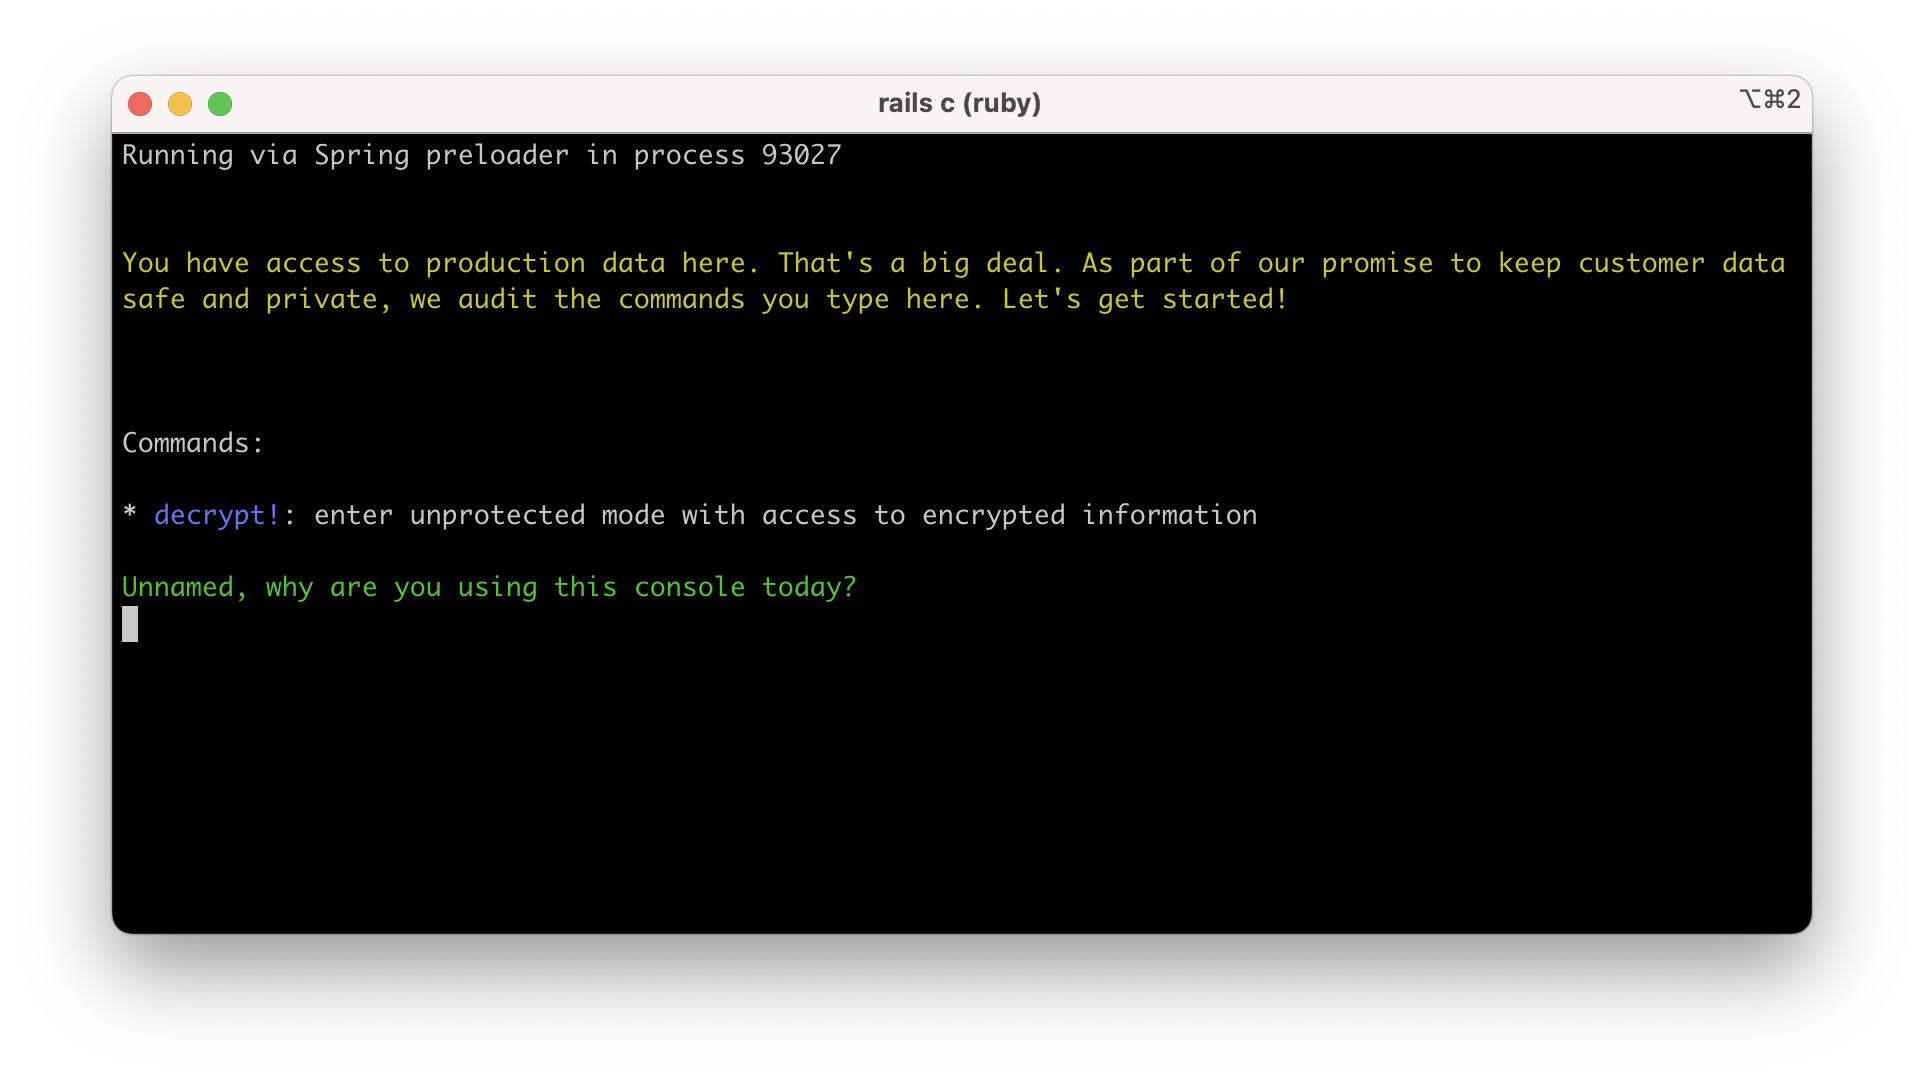 rails c (ruby)
⌥⌘2
Running via Spring preloader in process 93027
You have access to production data here. That's a big deal. As part of our promise to keep customer data
safe and private, we audit the commands you type here. Let's get started!
Commands:
* decrypt!: enter unprotected mode with access to encrypted information
Unnamed, why are you using this console today?